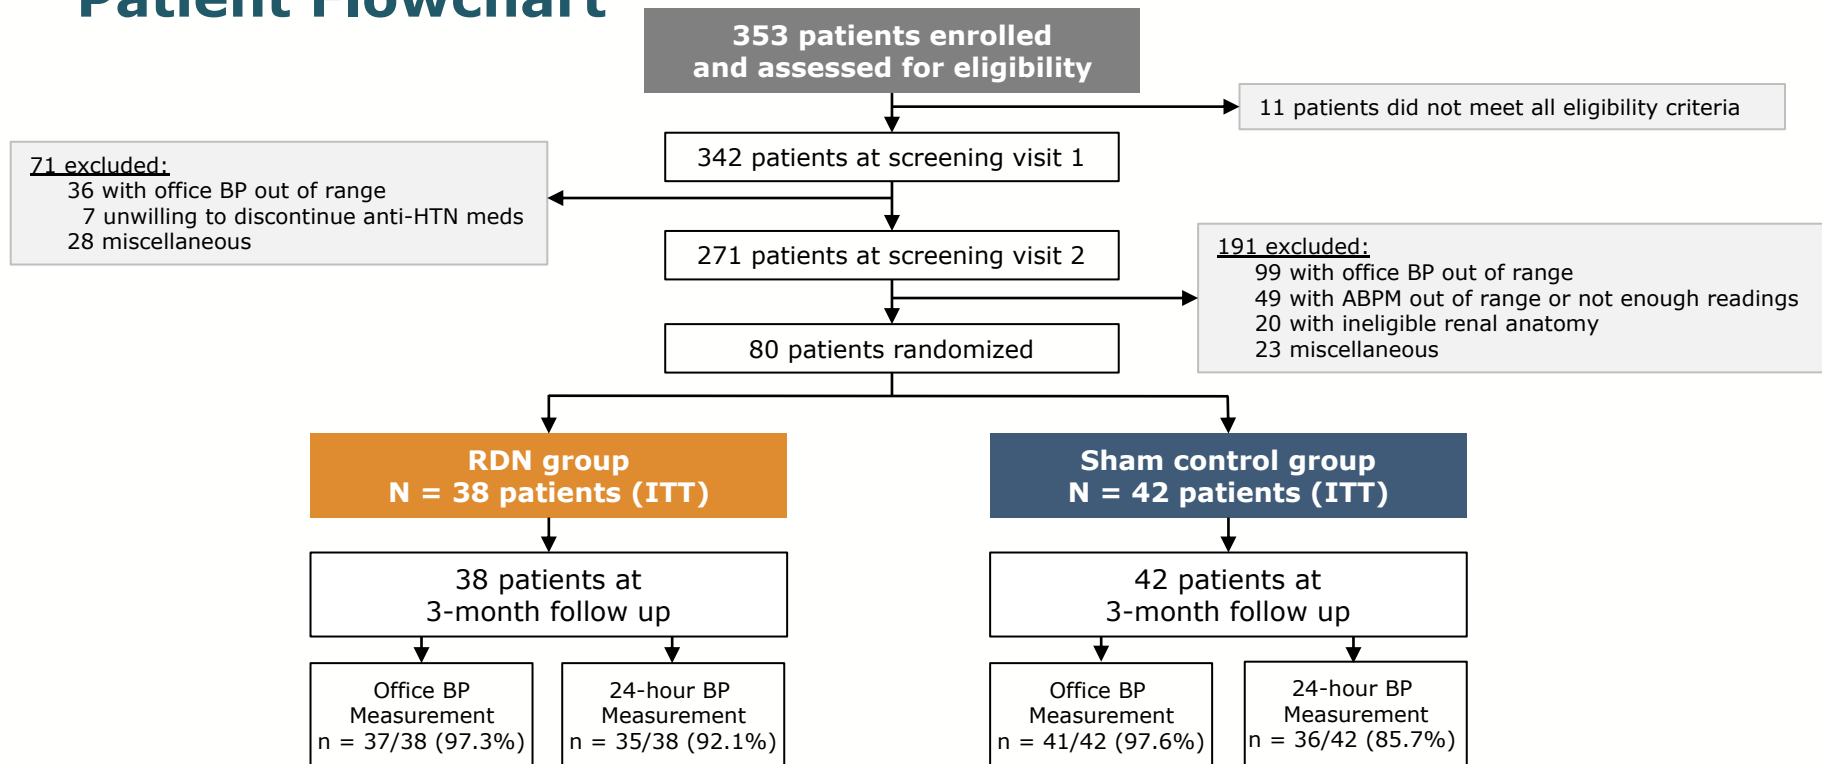 Patient Flowchart
353 patients enrolled
and assessed for eligibility
11 patients did not meet all eligibility criteria
342 patients at screening visit 1
71 excluded:
36 with office BP out of range
7 unwilling to discontinue anti-HTN meds
28 miscellaneous
271 patients at screening visit 2
191 excluded:
99 with office BP out of range
49 with ABPM out of range or not enough readings
20 with ineligible renal anatomy
23 miscellaneous
80 patients randomized
RDN group
N = 38 patients (ITT)
Sham control group
N = 42 patients (ITT)
38 patients at
3-month follow up
42 patients at
3-month follow up
Office BP
Measurement
n = 37/38 (97.3%)
24-hour BP
Measurement
n = 35/38 (92.1%)
Office BP
Measurement
n = 41/42 (97.6%)
24-hour BP
Measurement
n = 36/42 (85.7%)